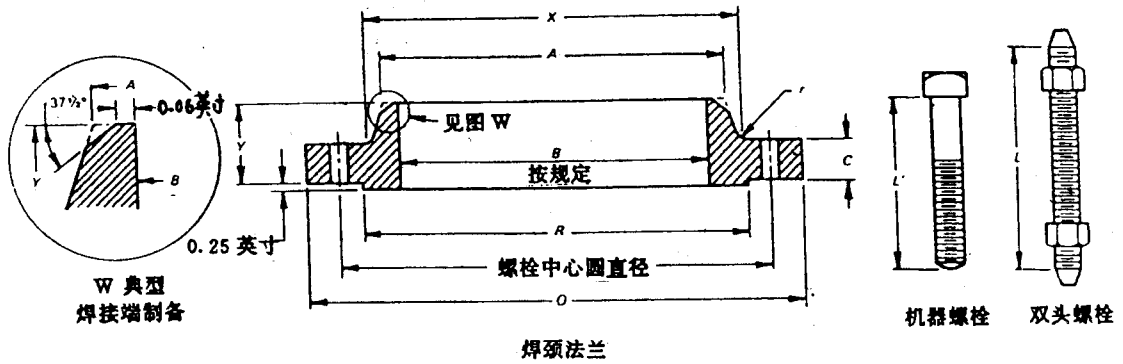 X
A
r
37½°
A
0.06英寸
见图 W
Y
Y
B
B
按规定
C
L'
L
0.25 英寸
R
螺栓中心圆直径
O
W 典型
焊接端制备
机器螺栓
双头螺栓
焊颈法兰